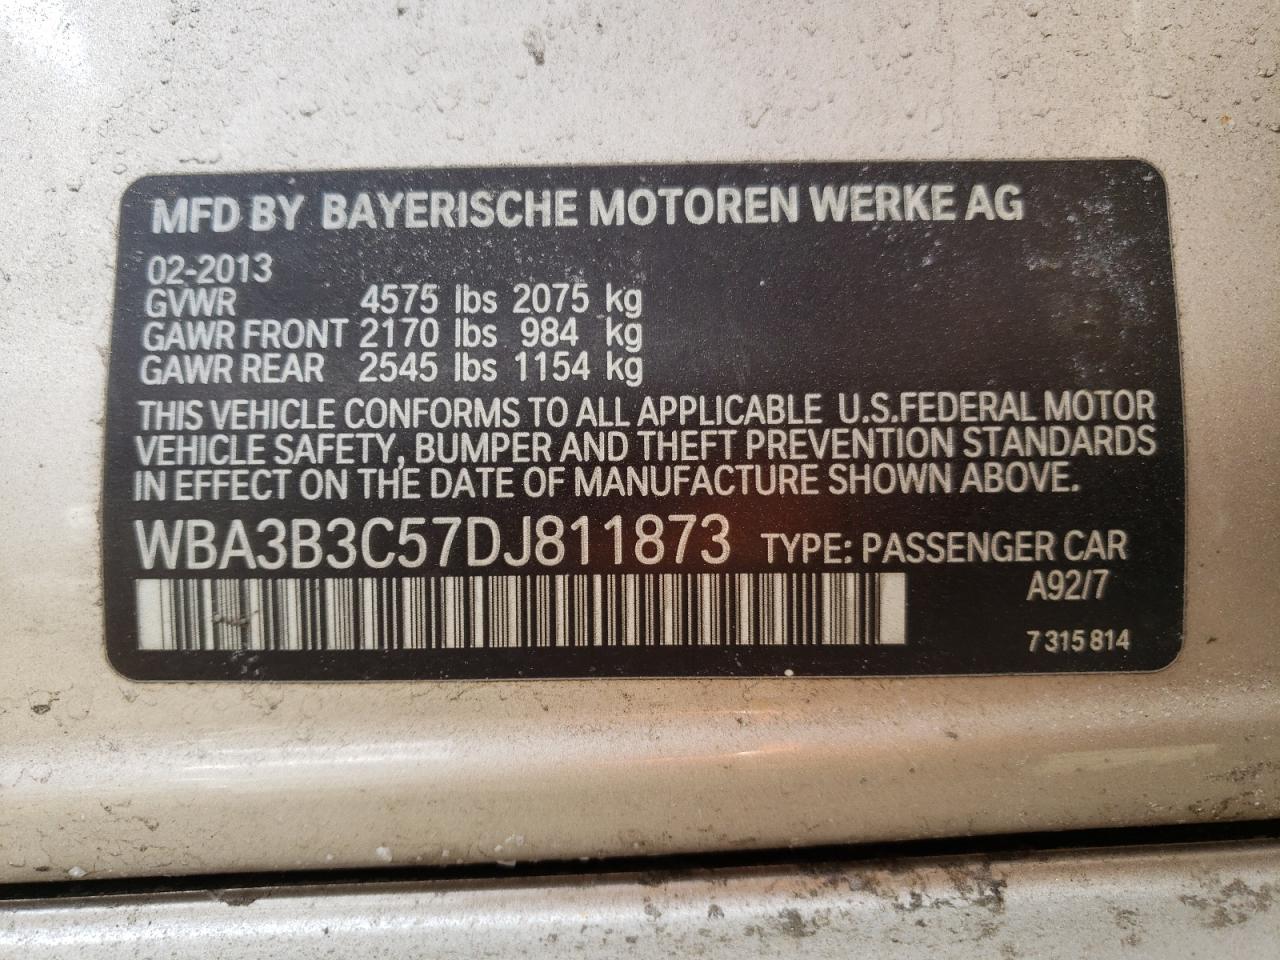 MFD BY BAYERISCHE MOTOREN WERKE AG
02-2013
GVWR 4575 lbs 2075 kg
GAWR FRONT 2170 lbs 984 kg
GAWR REAR 2545 lbs 1154 kg
THIS VEHICLE CONFORMS TO ALL APPLICABLE U.S.FEDERAL MOTOR
VEHICLE SAFETY, BUMPER AND THEFT PREVENTION STANDARDS
IN EFFECT ON THE DATE OF MANUFACTURE SHOWN ABOVE.
WBA3B3C57DJ811873 TYPE: PASSENGER CAR
A92/7
7 315 814